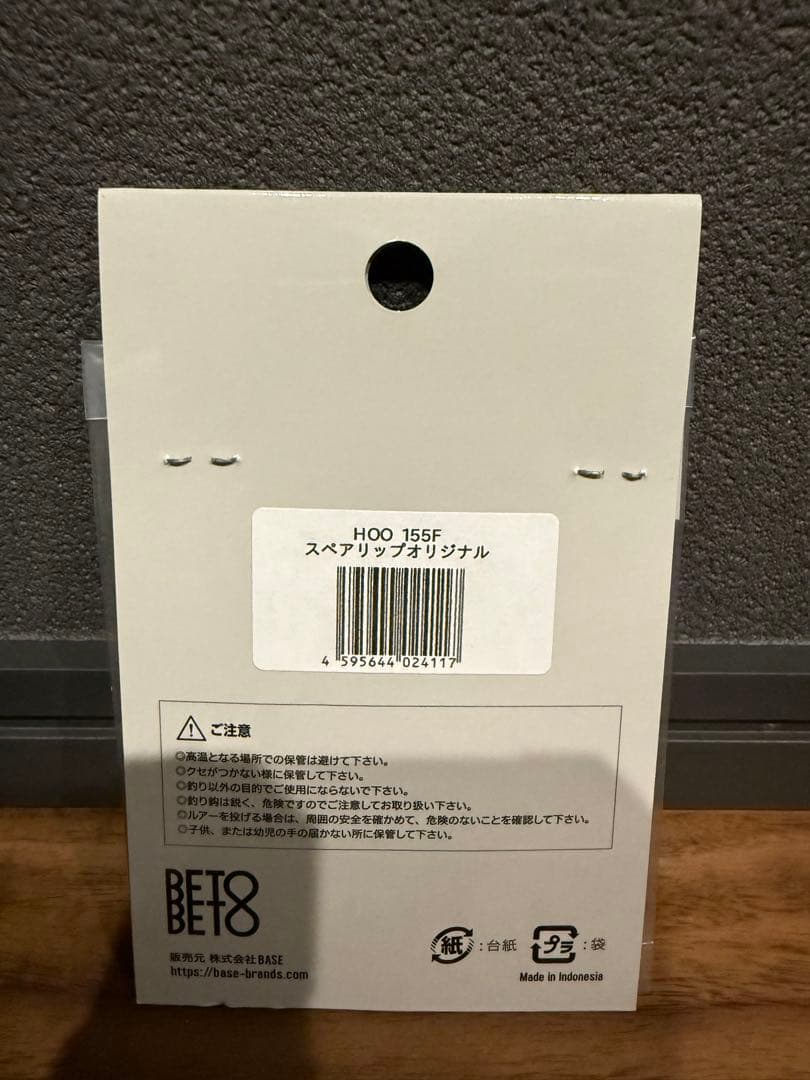 HOO 155F
スペアリップオリジナル
4 595644 024117
ご注意
◎高温となる場所での保管は避けて下さい。
◎クセがつかない様に保管して下さい。
◎釣り以外の目的でご使用にならないで下さい。
◎釣り鈎は鋭く、危険ですのでご注意してお取り扱い下さい。
◎ルアーを投げる場合は、周囲の安全を確かめて、危険のないことを確認して下さい。
◎子供、または幼児の手の届かない所に保管して下さい。
BET8
BET8
販売元 株式会社BASE
https://base-brands.com
紙：台紙 プラ：袋
Made in Indonesia